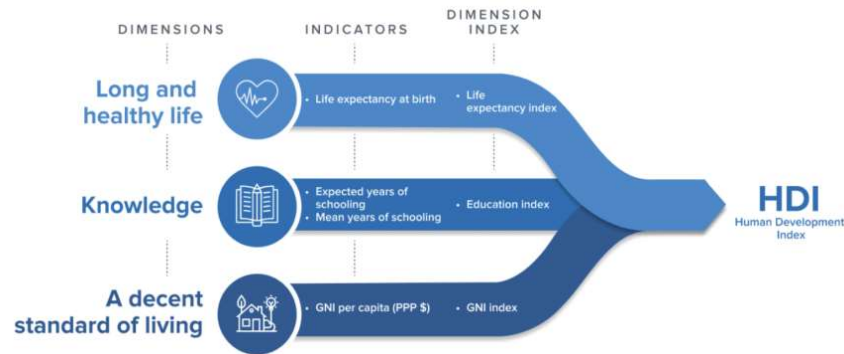 DIMENSIONS
INDICATORS
DIMENSION
INDEX
Long and
healthy life
• Life expectancy at birth
• Life
expectancy index
Knowledge
• Expected years of
schooling
• Mean years of schooling
• Education index
HDI
Human Development
Index
A decent
standard of living
• GNI per capita (PPP $)
• GNI index